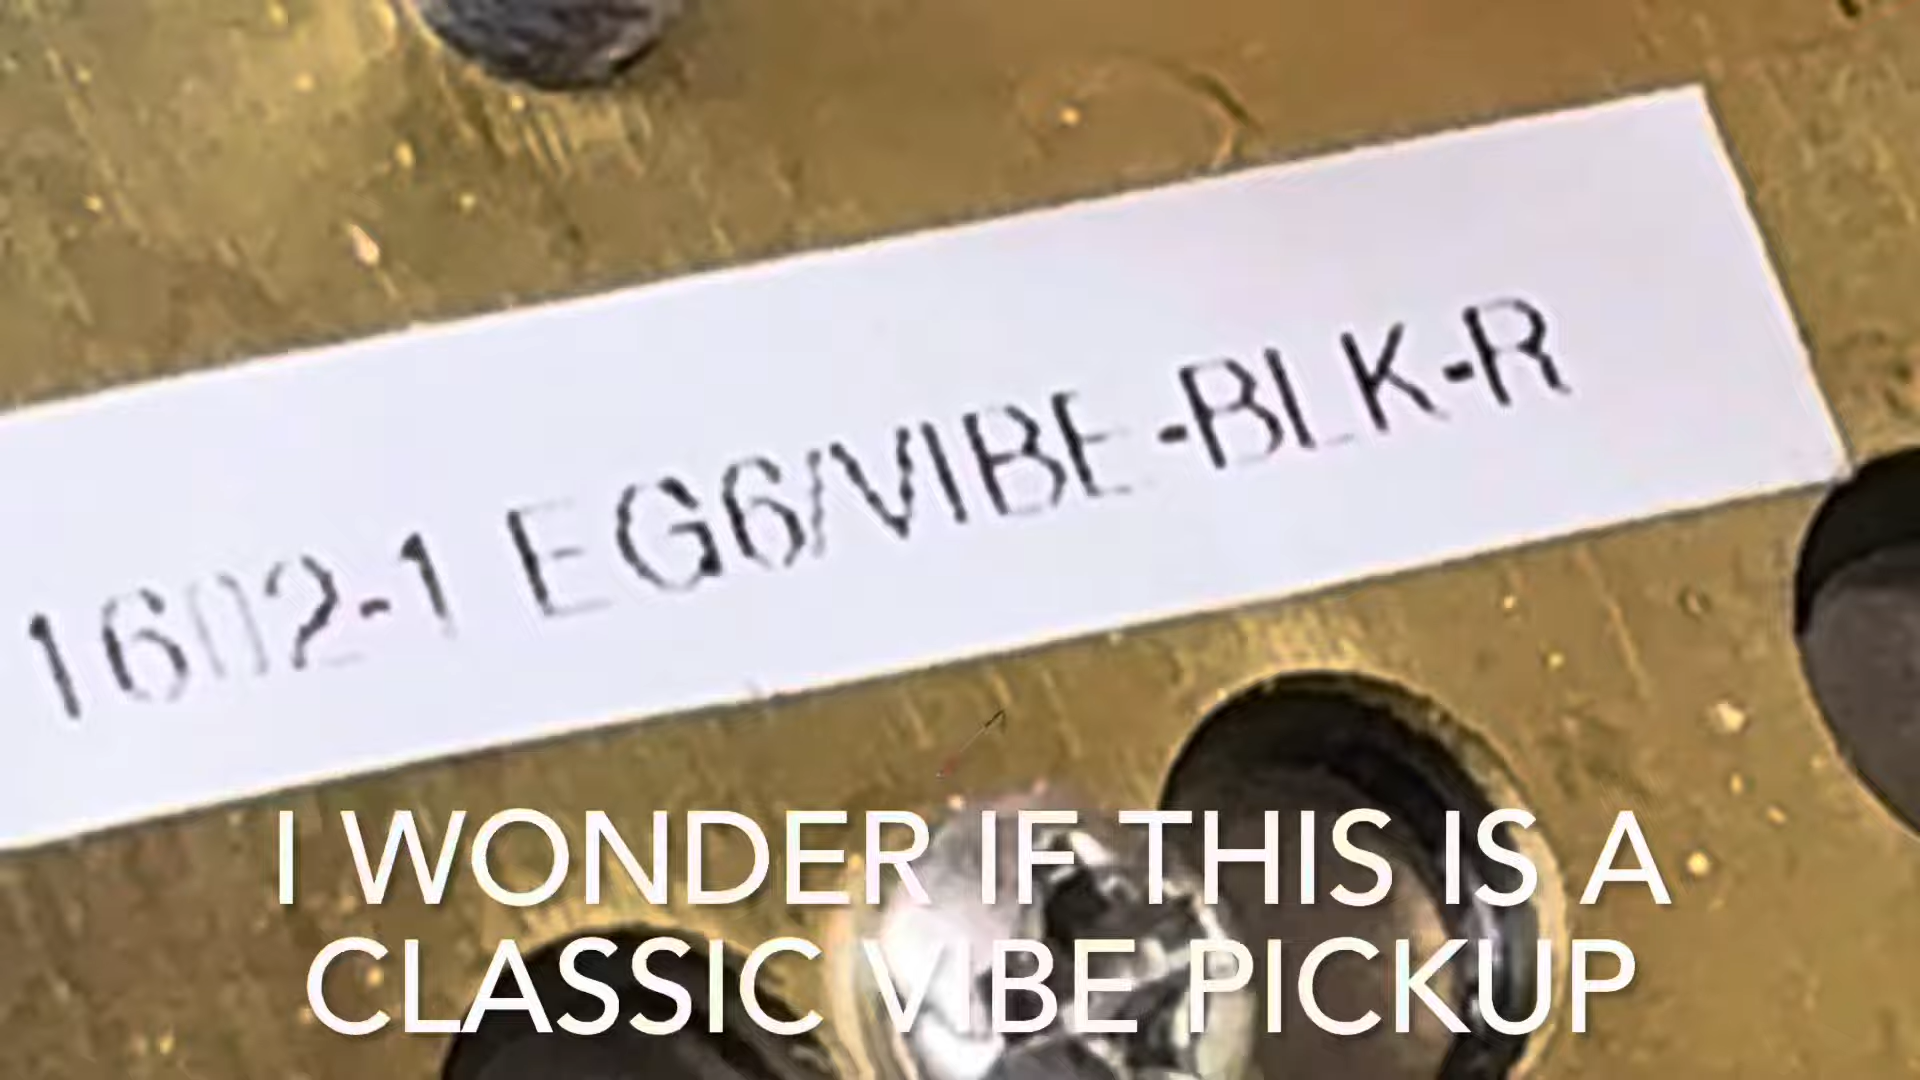 1602-1 EG6/VIBE-BLK-R
I WONDER IF THIS IS A
CLASSIC VIBE PICKUP